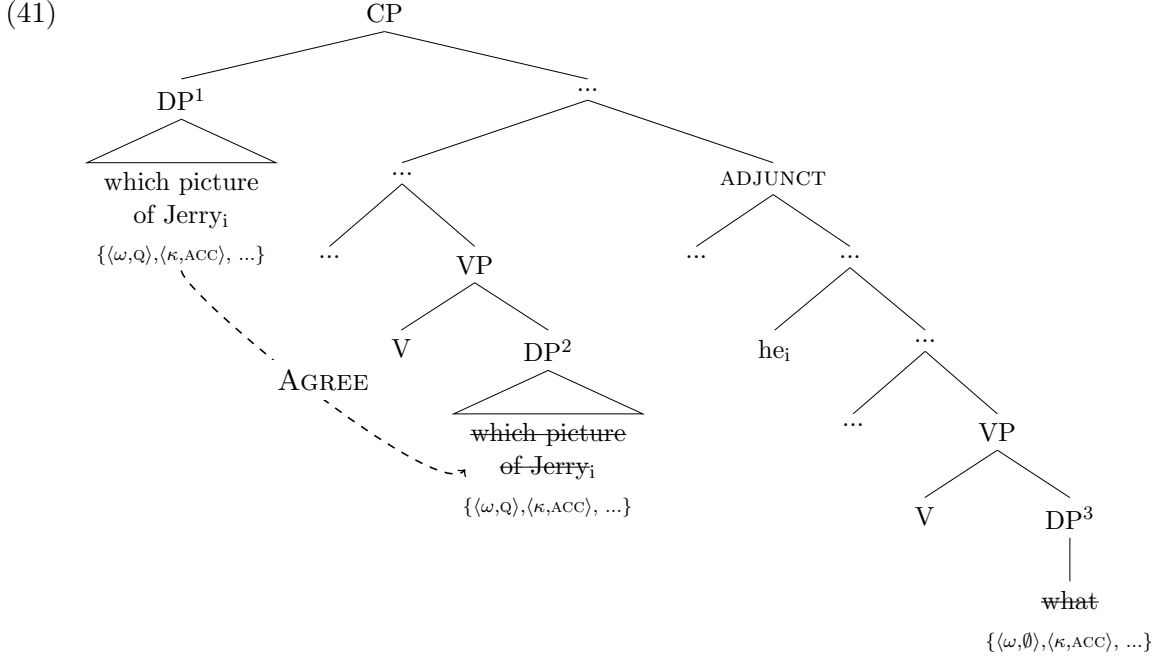 (41)
CP
DP¹
...
which picture
of Jerryᵢ
{⟨ω,Q⟩,⟨κ,ACC⟩, ...}
...
ADJUNCT
...
VP
...
...
V
DP²
heᵢ
...
AGREE
which picture
of Jerryᵢ
{⟨ω,Q⟩,⟨κ,ACC⟩, ...}
...
VP
V
DP³
what
{⟨ω,∅⟩,⟨κ,ACC⟩, ...}